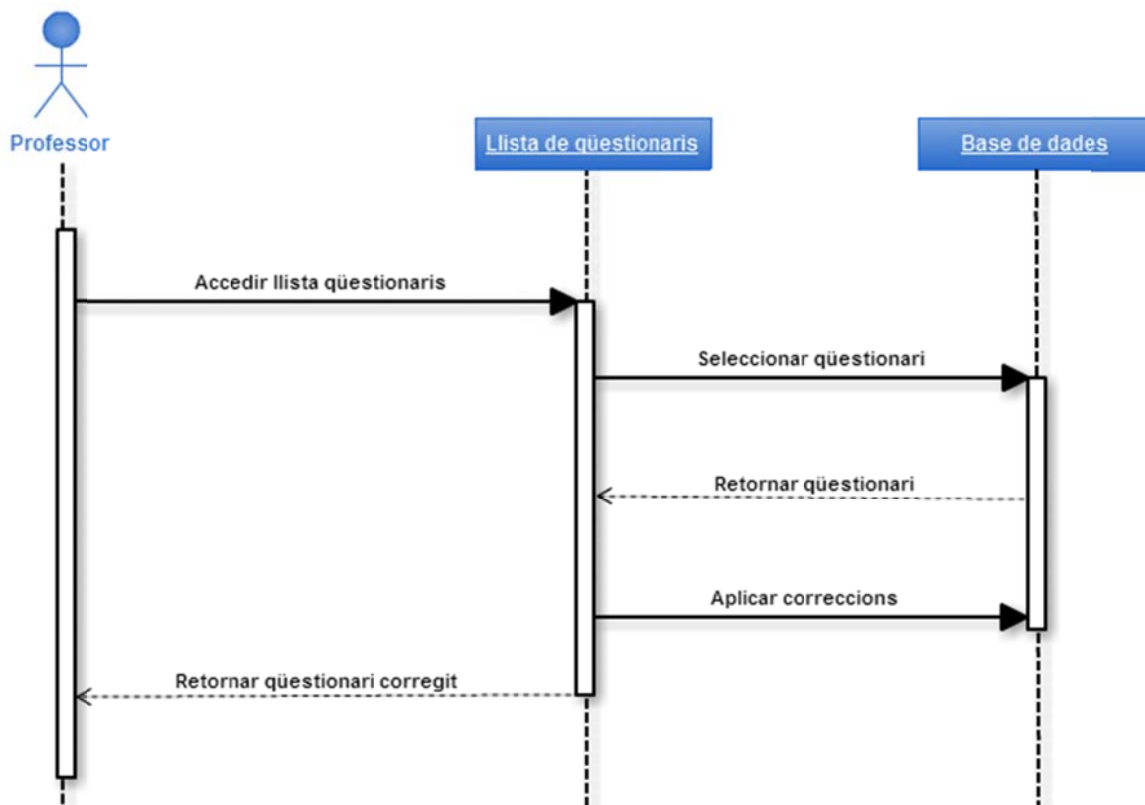 Professor
Llista de qüestionaris
Base de dades
Accedir llista qüestionaris
Seleccionar qüestionari
Retornar qüestionari
Aplicar correccions
Retornar qüestionari corregit